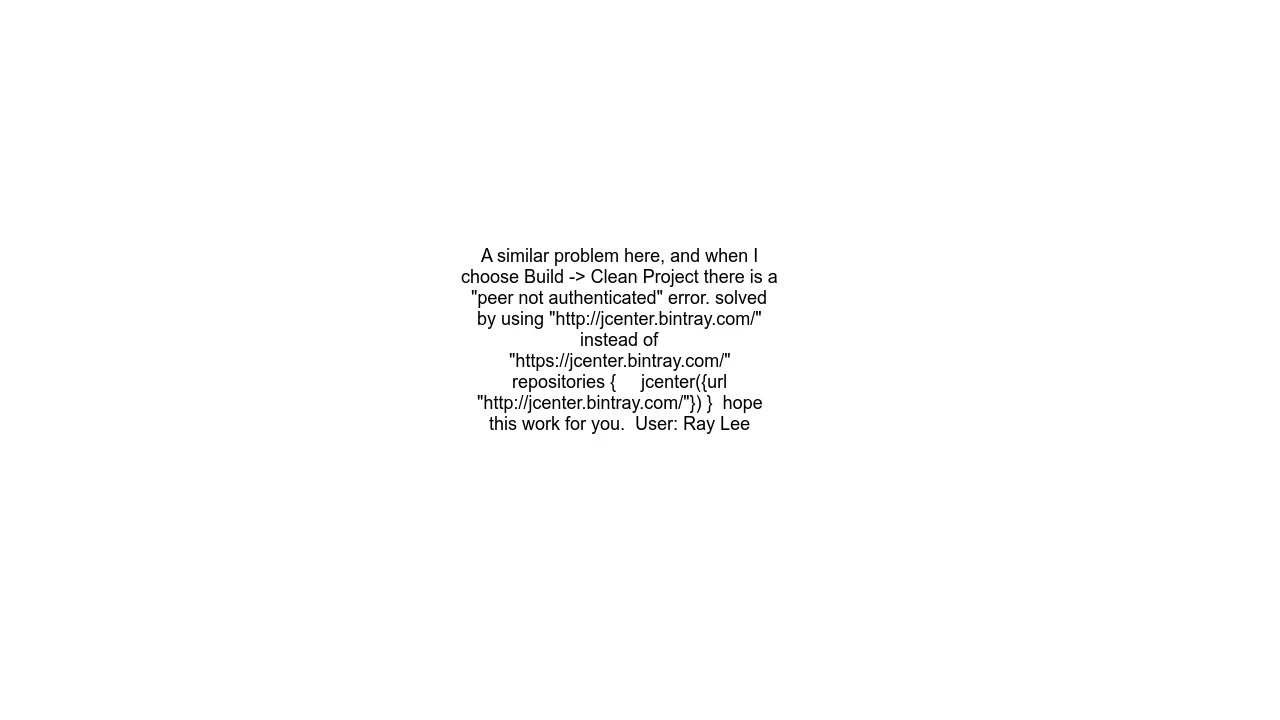 A similar problem here, and when I
choose Build -> Clean Project there is a
"peer not authenticated" error. solved
by using "http://jcenter.bintray.com/"
instead of
"https://jcenter.bintray.com/"
repositories {     jcenter({url
"http://jcenter.bintray.com/"}) }  hope
this work for you.  User: Ray Lee